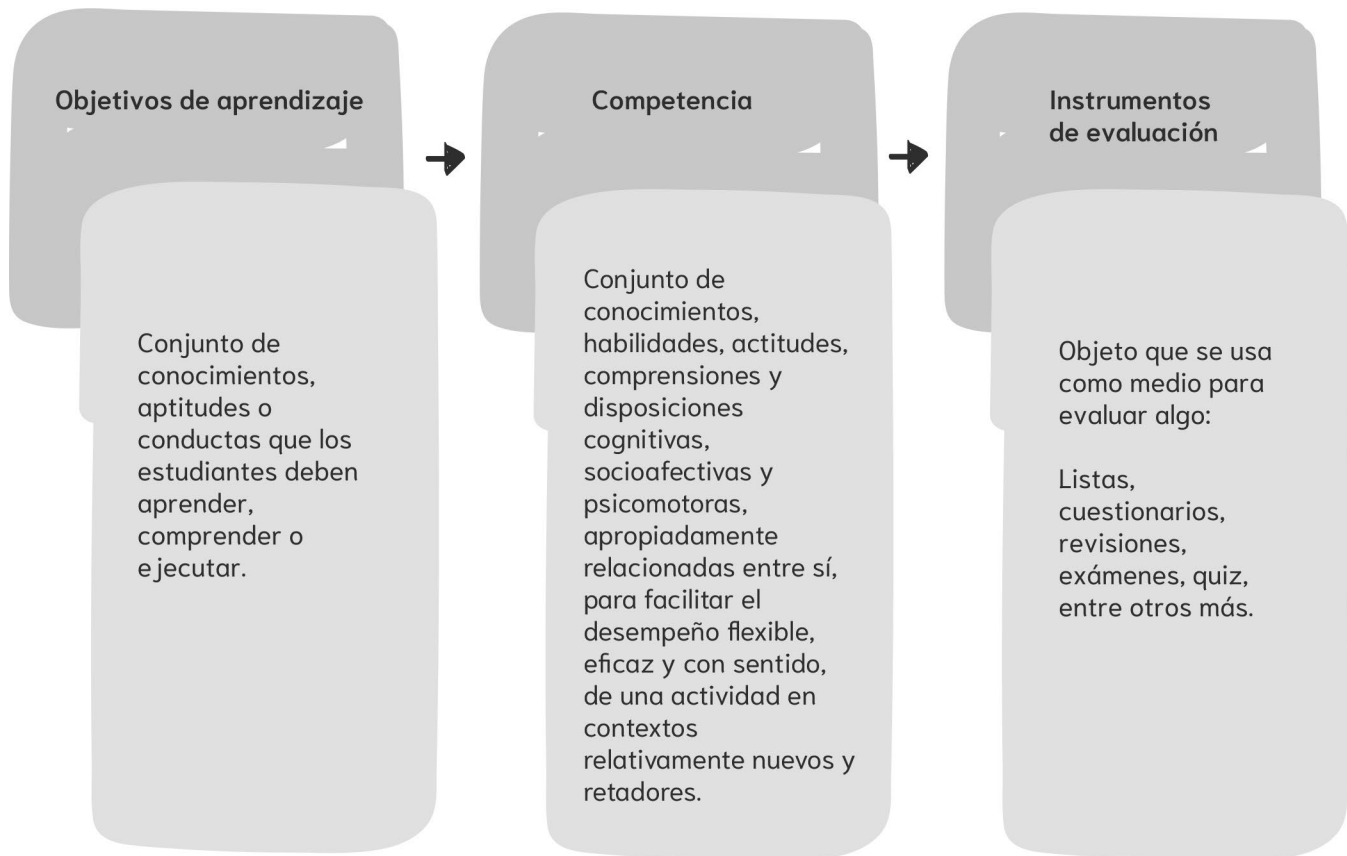 Objetivos de aprendizaje
Conjunto de
conocimientos,
aptitudes o
conductas que los
estudiantes deben
aprender,
comprender o
ejecutar.
Competencia
Conjunto de
conocimientos,
habilidades, actitudes,
comprensiones y
disposiciones
cognitivas,
socioafectivas y
psicomotoras,
apropiadamente
relacionadas entre sí,
para facilitar el
desempeño flexible,
eficaz y con sentido,
de una actividad en
contextos
relativamente nuevos y
retadores.
Instrumentos
de evaluación
Objeto que se usa
como medio para
evaluar algo:
Listas,
cuestionarios,
revisiones,
exámenes, quiz,
entre otros más.